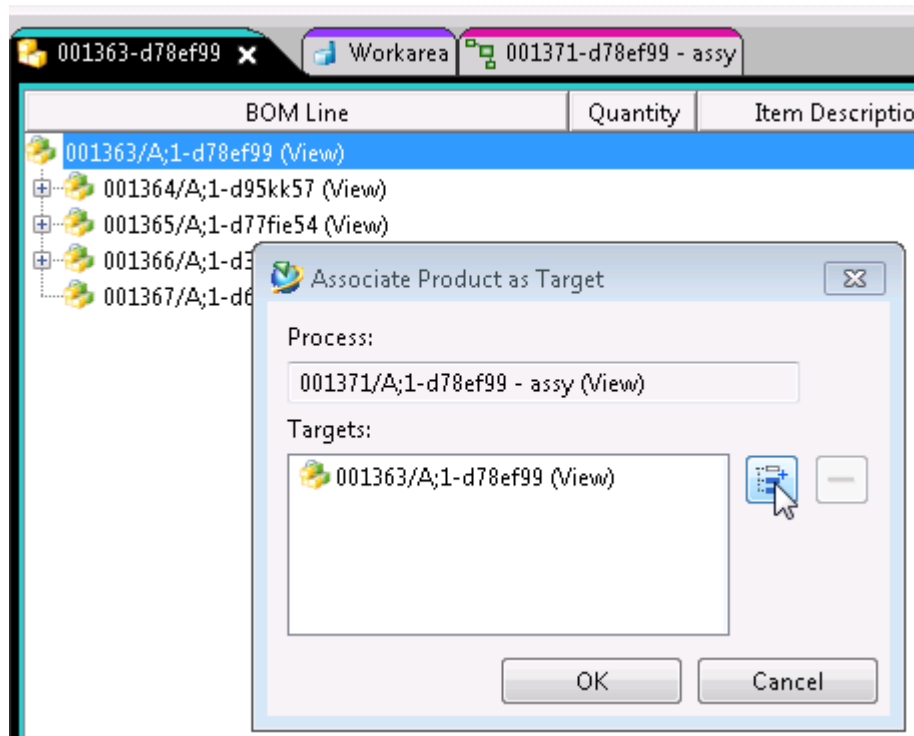 001363-d78ef99 Workarea 001371-d78ef99 - assy
BOM Line Quantity Item Descriptio
001363/A;1-d78ef99 (View)
001364/A;1-d95kk57 (View)
001365/A;1-d77fie54 (View)
001366/A;1-d3
001367/A;1-d6
Associate Product as Target
Process:
001371/A;1-d78ef99 - assy (View)
Targets:
001363/A;1-d78ef99 (View)
OK Cancel